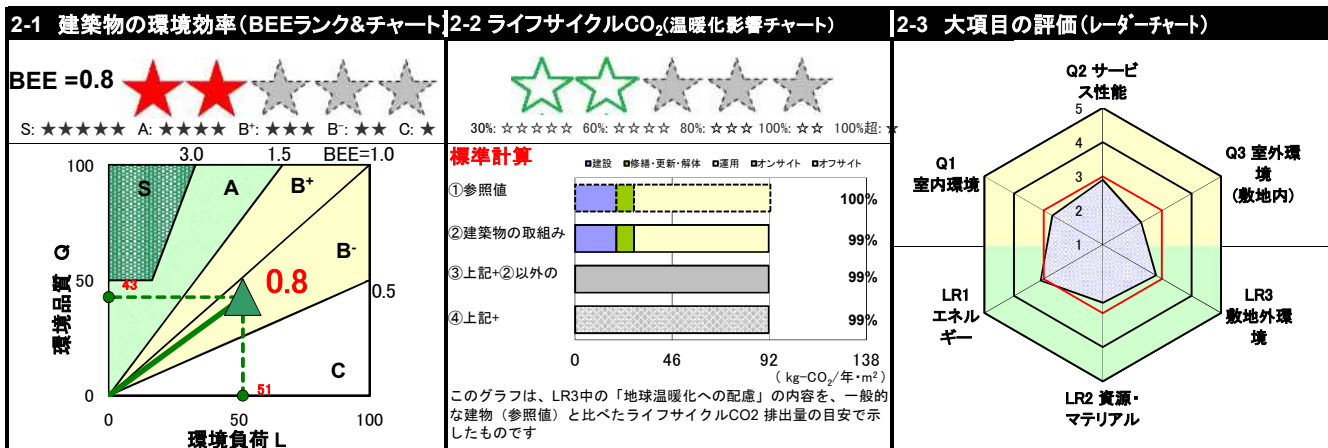 2-1 建築物の環境効率(BEEランク&チャート)
BEE =0.8
S: ★★★★★ A: ★★★★ B⁺: ★★★ B⁻: ★★ C: ★
3.0 1.5 BEE=1.0
100
S A B⁺
B⁻
0.8
50
43
0.5
C
環境品質 Q
0
51
0 50 100
環境負荷 L
2-2 ライフサイクルCO₂(温暖化影響チャート)
30%: ☆☆☆☆☆ 60%: ☆☆☆☆ 80%: ☆☆☆ 100%: ☆☆ 100%超: ☆
標準計算
■建設 ■修繕・更新・解体 ■運用 ■オンサイト ■オフサイト
①参照値 100%
②建築物の取組み 99%
③上記+②以外の 99%
④上記+ 99%
0 46 92 138
( kg-CO₂/年・m²)
このグラフは、LR3中の「地球温暖化への配慮」の内容を、一般的
な建物(参照値)と比べたライフサイクルCO2 排出量の目安で示
したものです
2-3 大項目の評価(レーダーチャート)
Q2 サービ
ス性能
5
4
3
2
1
Q1
室内環境
Q3 室外環
境
(敷地内)
LR1
エネル
ギー
LR3
敷地外環
境
LR2 資源・
マテリアル